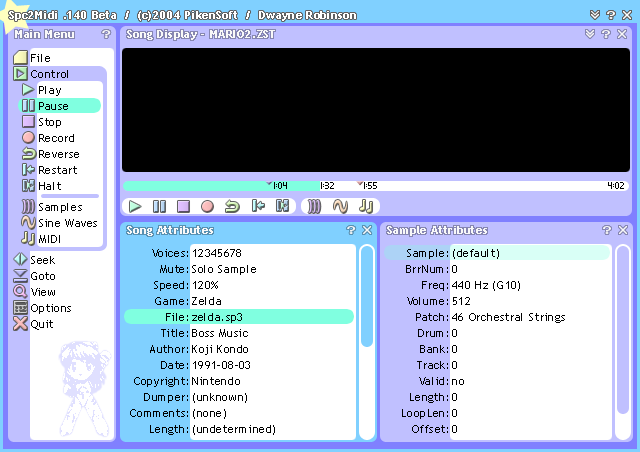 Spc2Midi .140 Beta / (c)2004 PikenSoft / Dwayne Robinson
Main Menu ?
File
Control
Play
Pause
Stop
Record
Reverse
Restart
Halt
Samples
Sine Waves
MIDI
Seek
Goto
View
Options
Quit
Song Display - MARIO2.ZST
1:04 1:32 1:55 4:02
Song Attributes
Voices: 12345678
Mute: Solo Sample
Speed: 120%
Game: Zelda
File: zelda.sp3
Title: Boss Music
Author: Koji Kondo
Date: 1991-08-03
Copyright: Nintendo
Dumper: (unknown)
Comments: (none)
Length: (undetermined)
Sample Attributes
Sample: (default)
BrrNum: 0
Freq: 440 Hz (G10)
Volume: 512
Patch: 46 Orchestral Strings
Drum: 0
Bank: 0
Track: 0
Valid: no
Length: 0
LoopLen: 0
Offset: 0